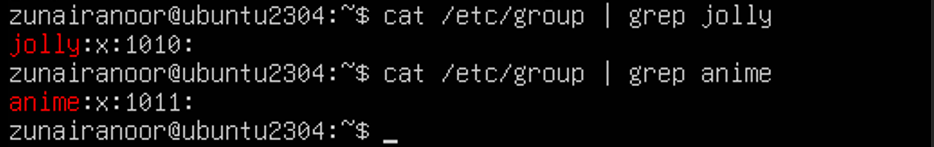 zunairanoor@ubuntu2304:~$ cat /etc/group | grep jolly
jolly:x:1010:
zunairanoor@ubuntu2304:~$ cat /etc/group | grep anime
anime:x:1011:
zunairanoor@ubuntu2304:~$ _